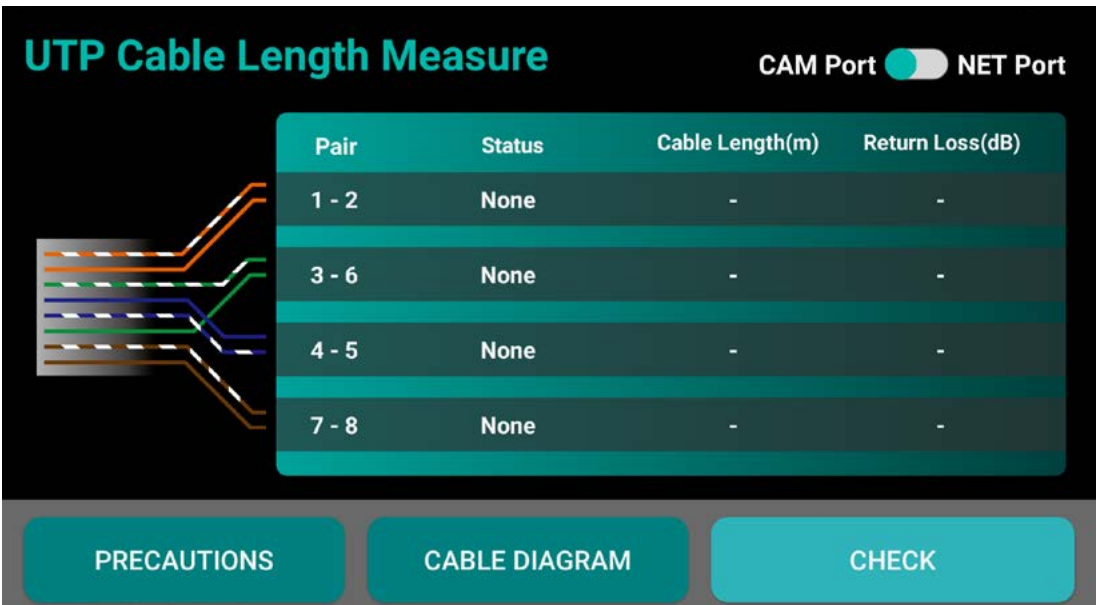 UTP Cable Length Measure
CAM Port NET Port
Pair Status Cable Length(m) Return Loss(dB)
1 - 2 None - -
3 - 6 None - -
4 - 5 None - -
7 - 8 None - -
PRECAUTIONS CABLE DIAGRAM CHECK